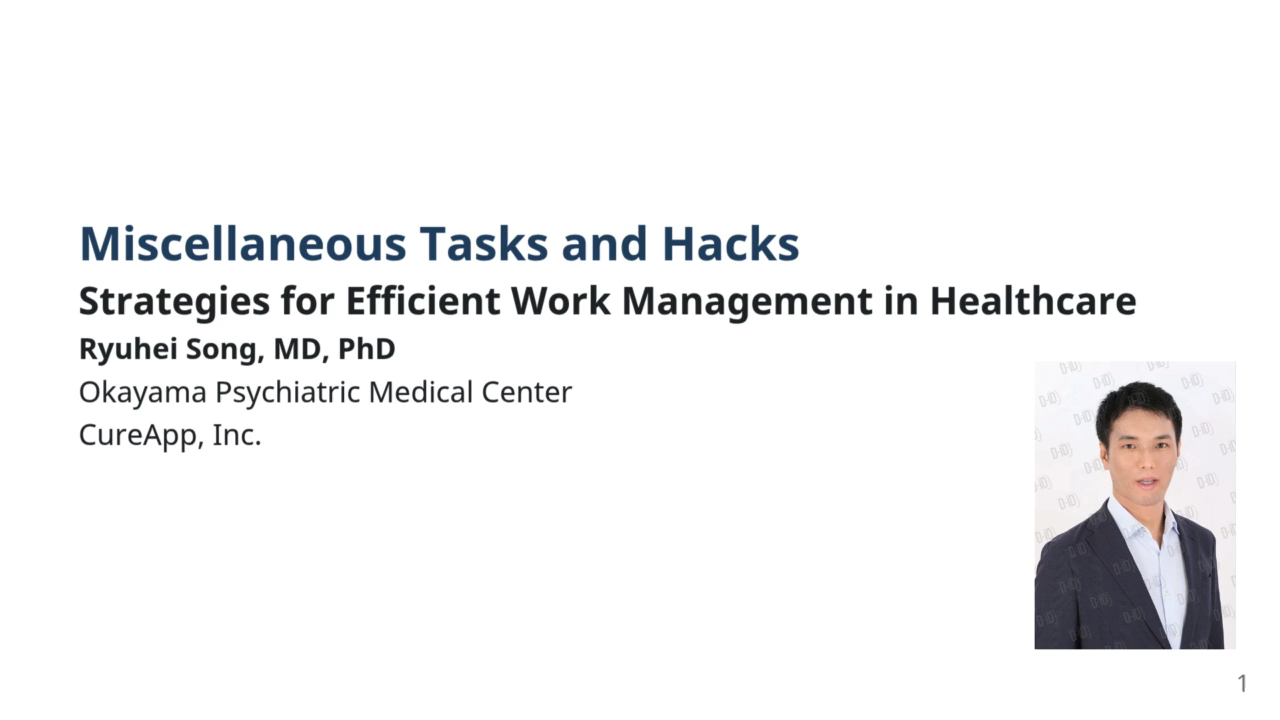 Miscellaneous Tasks and Hacks
Strategies for Efficient Work Management in Healthcare
Ryuhei Song, MD, PhD
Okayama Psychiatric Medical Center
CureApp, Inc.
1